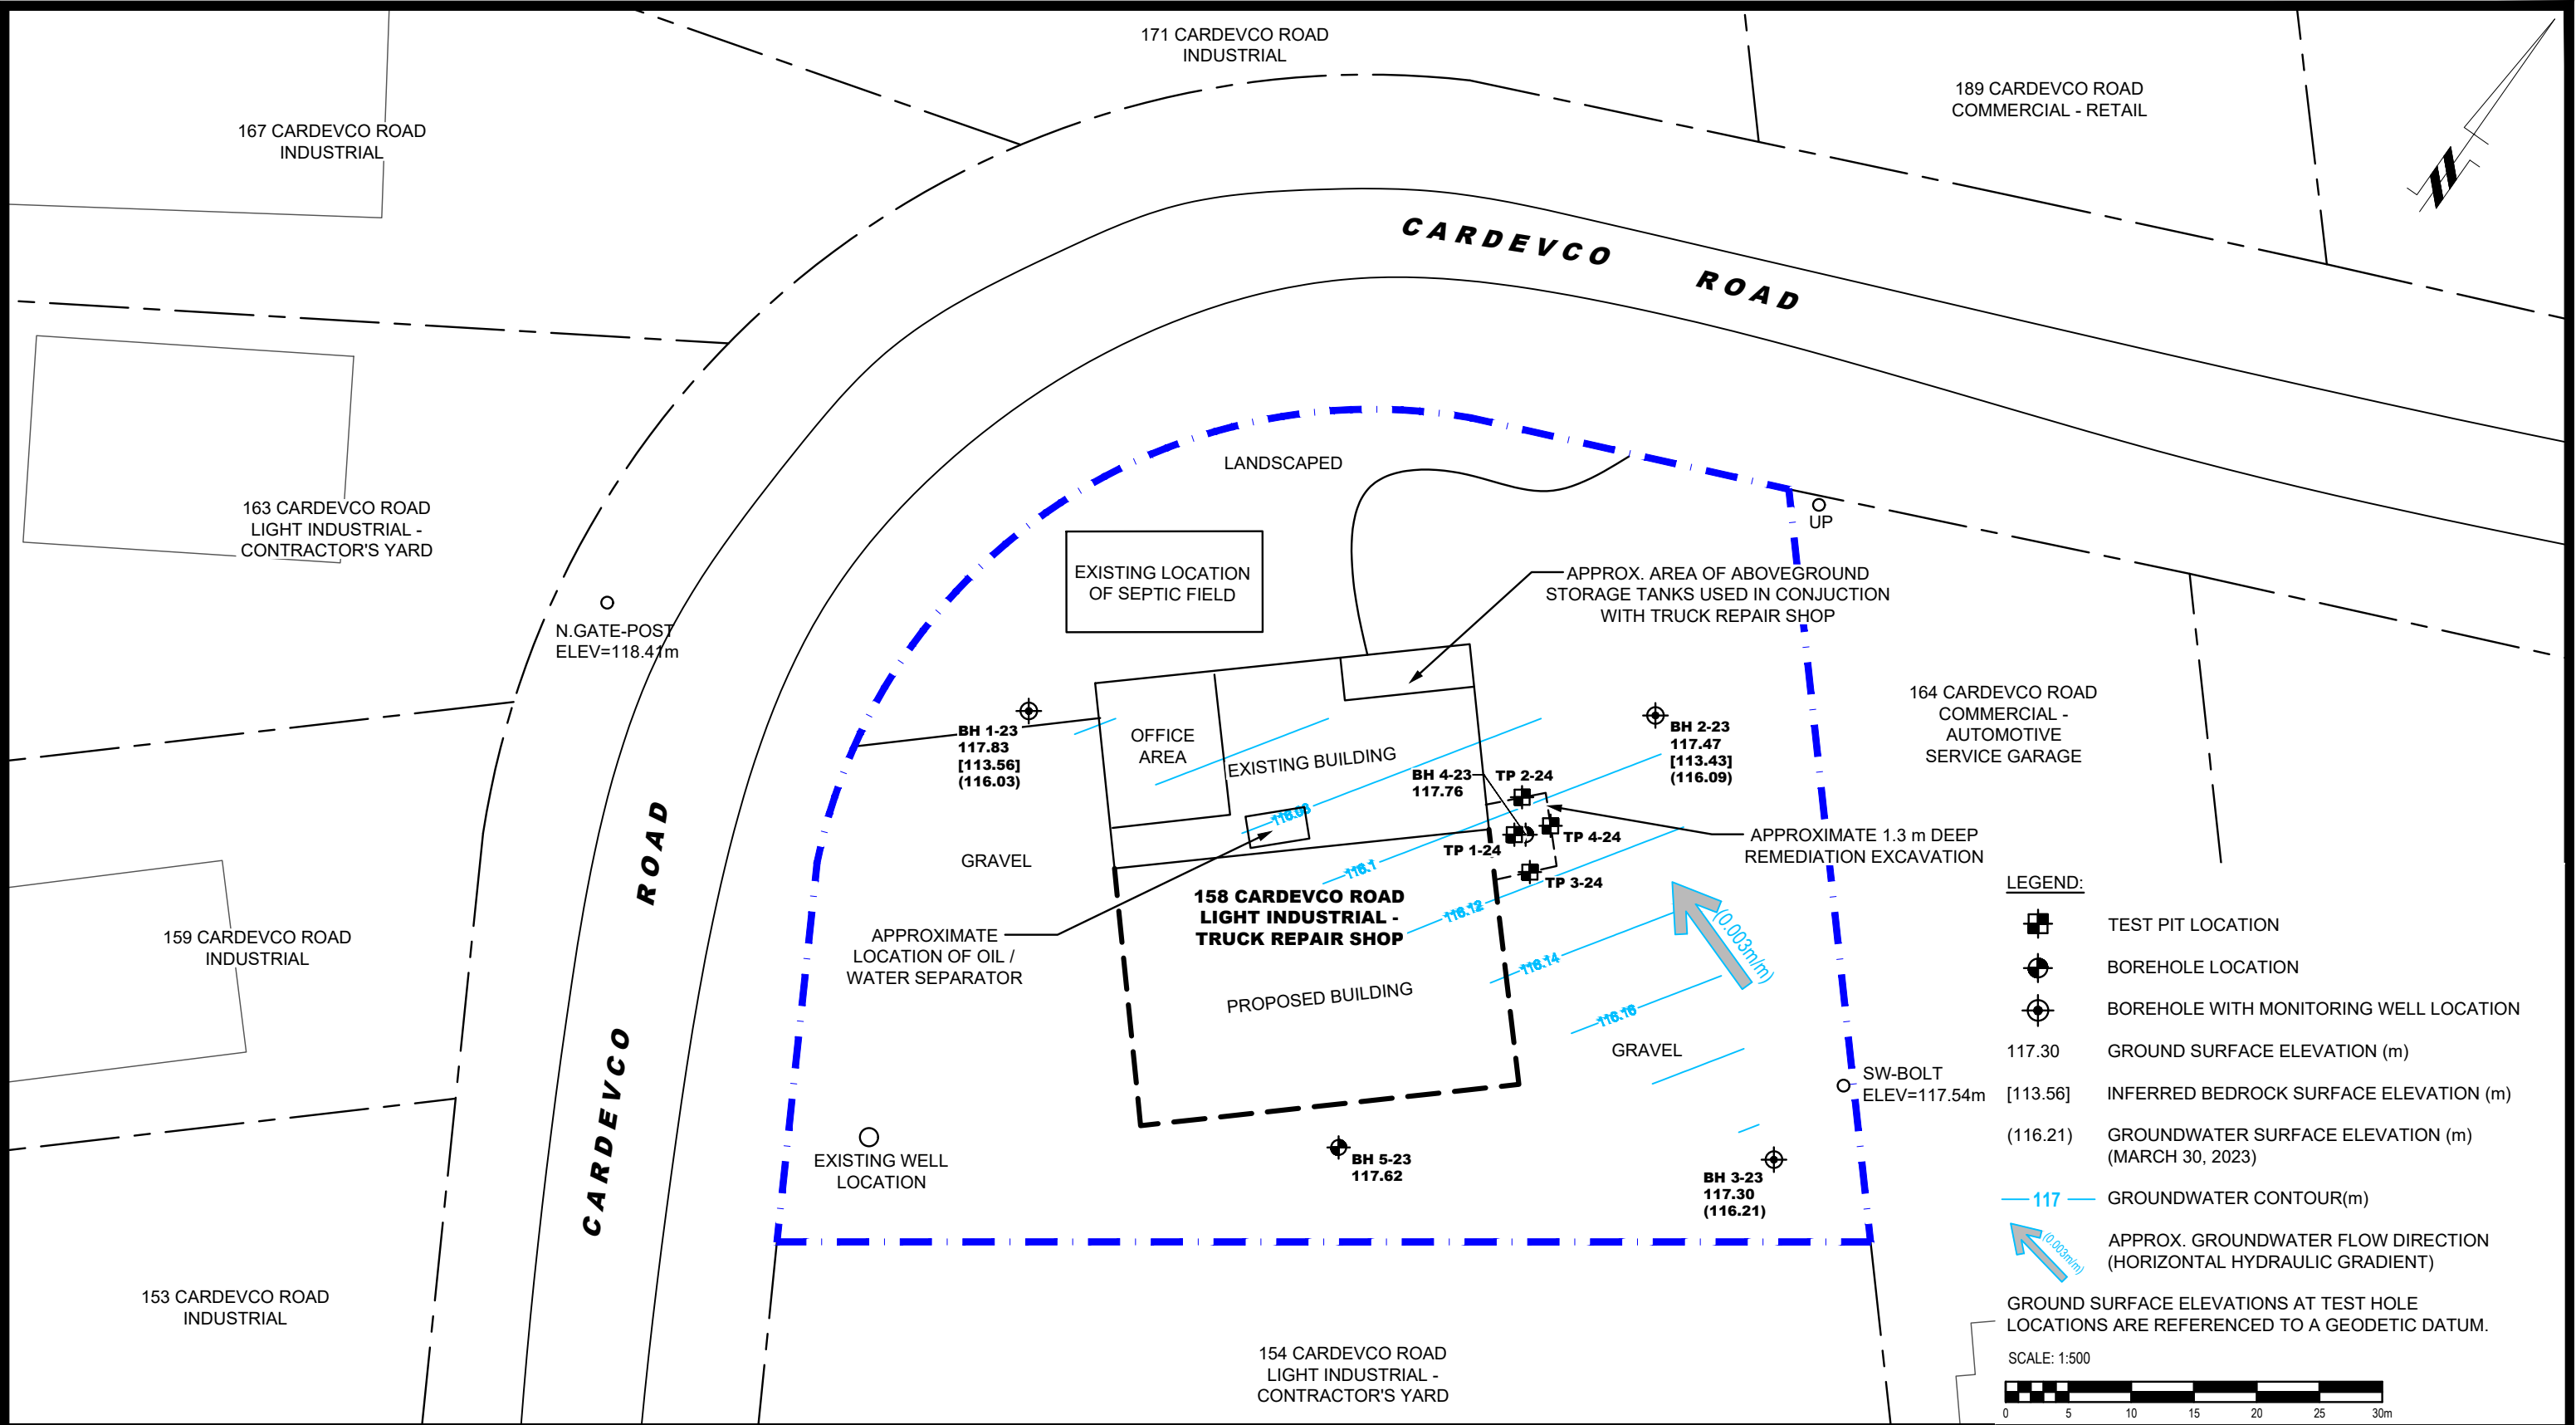 171 CARDEVCO ROAD
INDUSTRIAL
189 CARDEVCO ROAD
COMMERCIAL - RETAIL
167 CARDEVCO ROAD
INDUSTRIAL
CARDEVCO ROAD
LANDSCAPED
163 CARDEVCO ROAD
LIGHT INDUSTRIAL -
CONTRACTOR'S YARD
UP
EXISTING LOCATION
OF SEPTIC FIELD
APPROX. AREA OF ABOVEGROUND
STORAGE TANKS USED IN CONJUCTION
WITH TRUCK REPAIR SHOP
N.GATE-POST
ELEV=118.41m
164 CARDEVCO ROAD
COMMERCIAL -
AUTOMOTIVE
SERVICE GARAGE
BH 1-23
117.83
[113.56]
(116.03)
OFFICE
AREA
EXISTING BUILDING
BH 2-23
117.47
[113.43]
(116.09)
BH 4-23
117.76
TP 2-24
TP 4-24
TP 1-24
TP 3-24
APPROXIMATE 1.3 m DEEP
REMEDIATION EXCAVATION
116.1
116.12
116.14
116.16
(0.003m/m)
GRAVEL
158 CARDEVCO ROAD
LIGHT INDUSTRIAL -
TRUCK REPAIR SHOP
APPROXIMATE
LOCATION OF OIL /
WATER SEPARATOR
PROPOSED BUILDING
GRAVEL
CARDEVCO ROAD
159 CARDEVCO ROAD
INDUSTRIAL
SW-BOLT
ELEV=117.54m
EXISTING WELL
LOCATION
BH 5-23
117.62
BH 3-23
117.30
(116.21)
153 CARDEVCO ROAD
INDUSTRIAL
154 CARDEVCO ROAD
LIGHT INDUSTRIAL -
CONTRACTOR'S YARD
LEGEND:
TEST PIT LOCATION
BOREHOLE LOCATION
BOREHOLE WITH MONITORING WELL LOCATION
117.30 GROUND SURFACE ELEVATION (m)
[113.56] INFERRED BEDROCK SURFACE ELEVATION (m)
(116.21) GROUNDWATER SURFACE ELEVATION (m)
(MARCH 30, 2023)
117 GROUNDWATER CONTOUR(m)
(0.003m/m) APPROX. GROUNDWATER FLOW DIRECTION
(HORIZONTAL HYDRAULIC GRADIENT)
GROUND SURFACE ELEVATIONS AT TEST HOLE
LOCATIONS ARE REFERENCED TO A GEODETIC DATUM.
SCALE: 1:500
0 5 10 15 20 25 30m